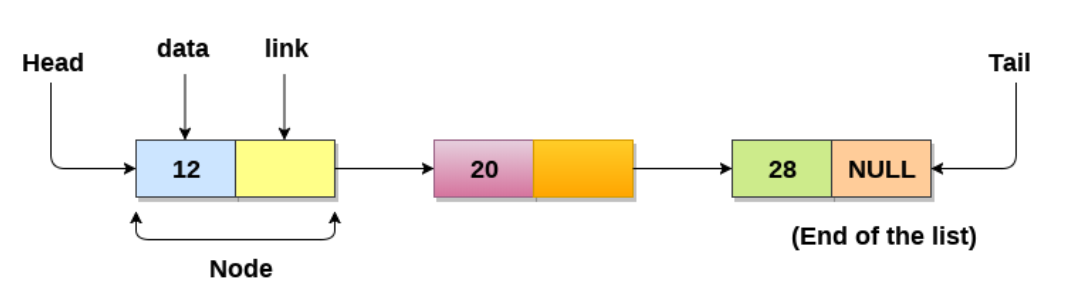 Head
data
link
Tail
12
20
28
NULL
(End of the list)
Node